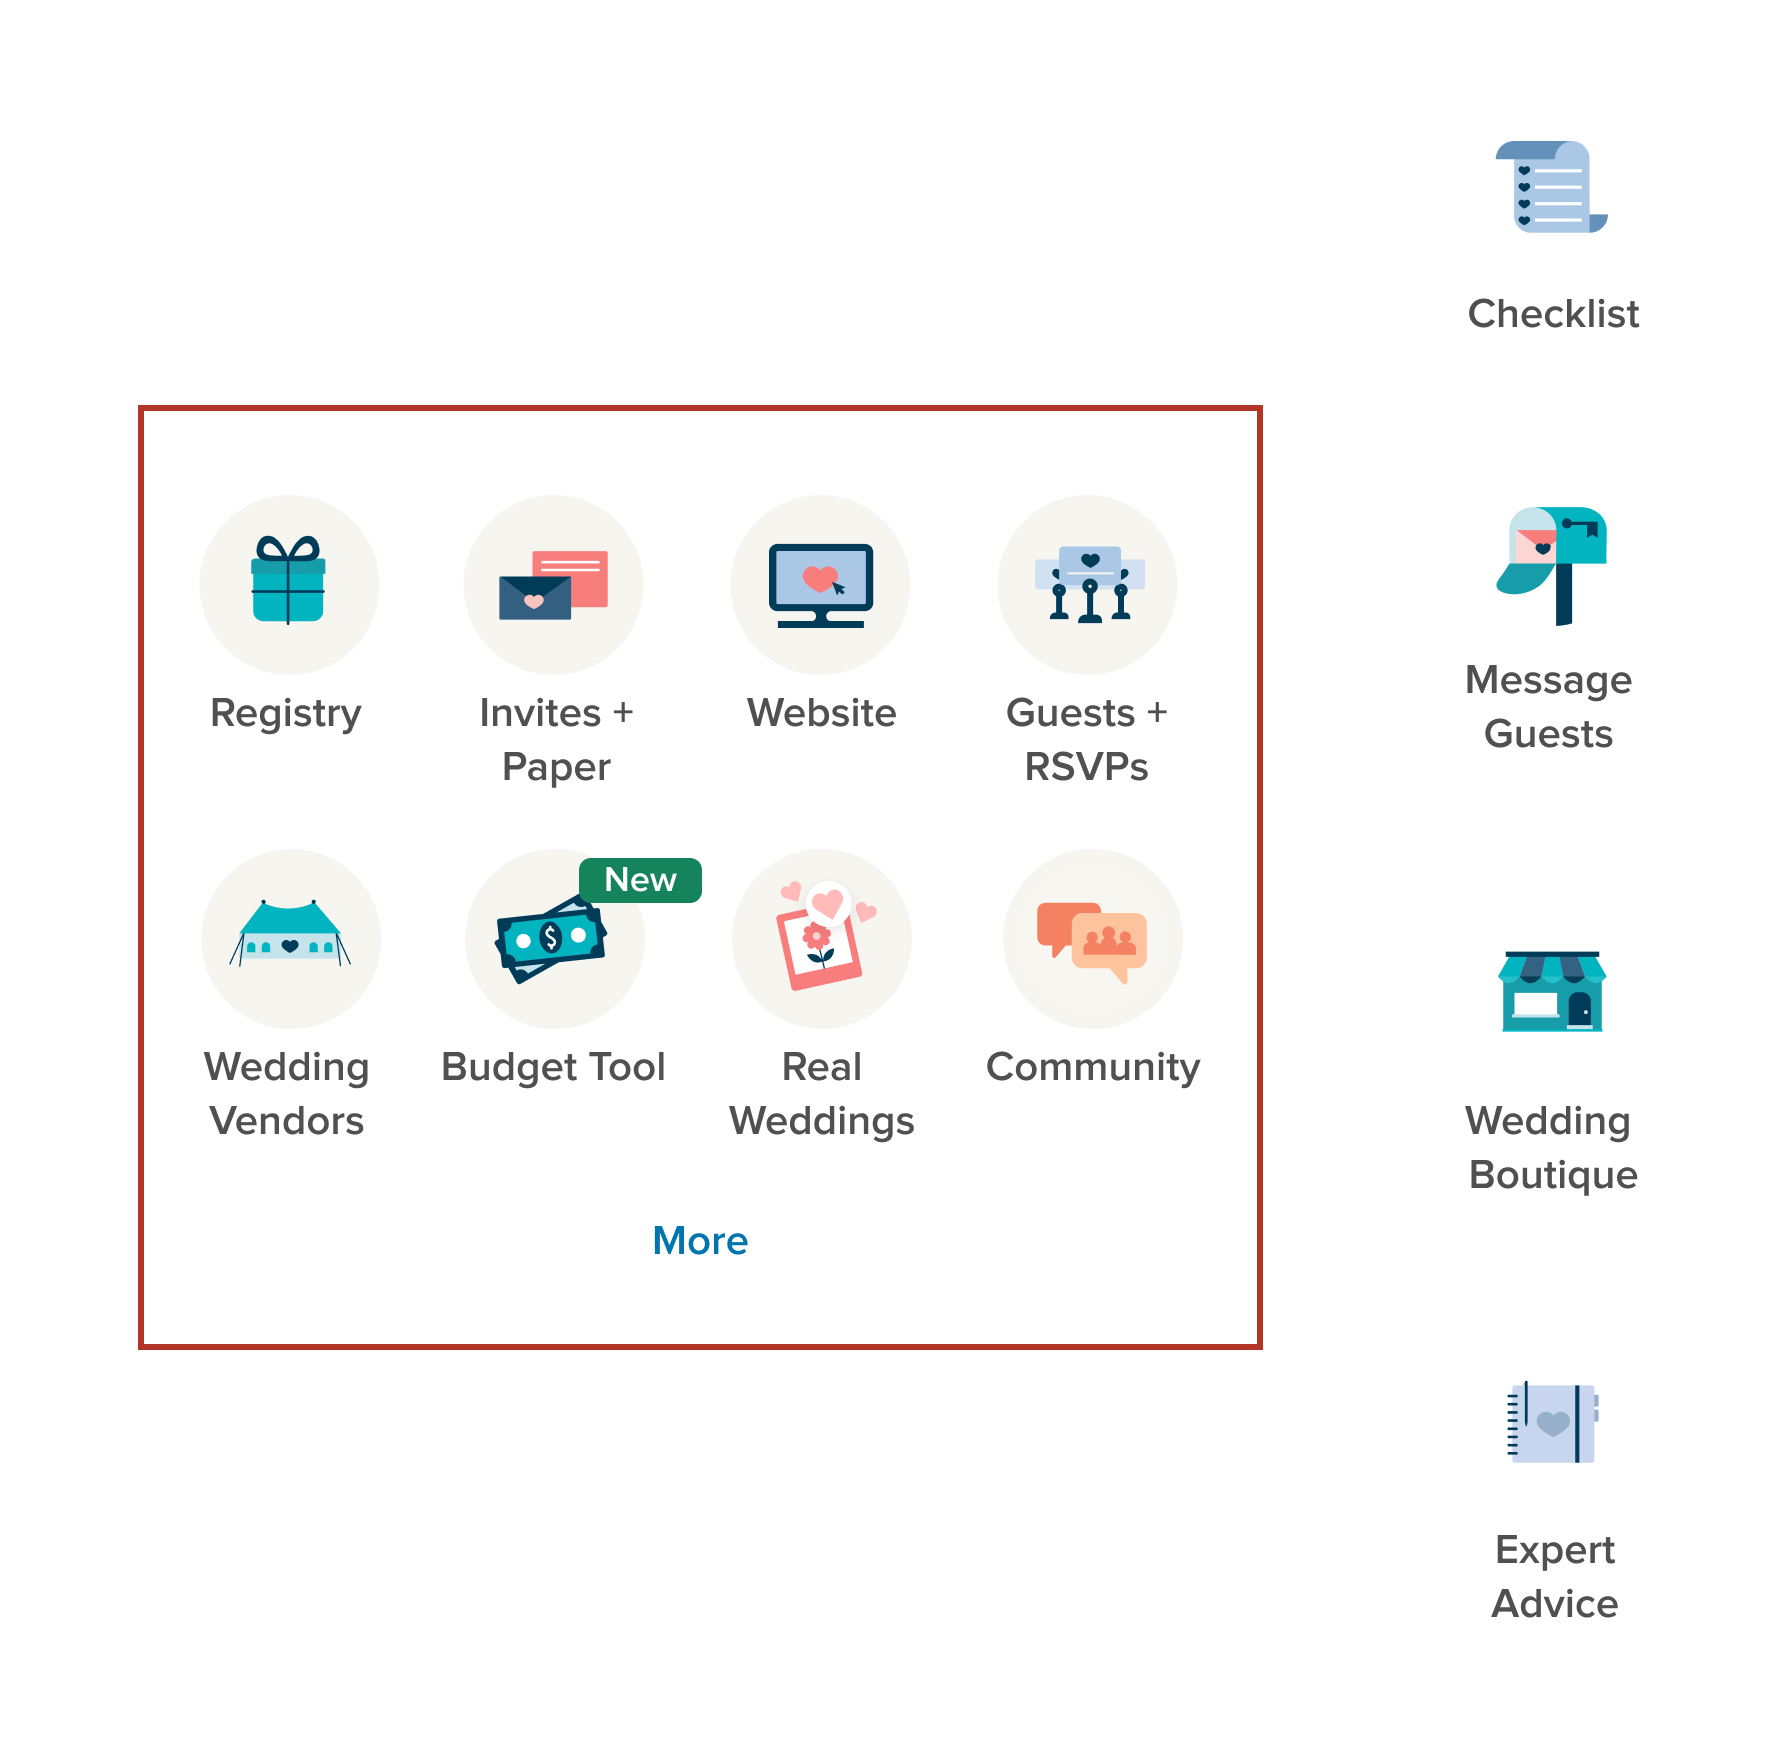 Checklist
Registry
Invites +
Paper
Website
Guests +
RSVPs
Message
Guests
New
$
Wedding
Vendors
Budget Tool
Real
Weddings
Community
Wedding
Boutique
More
Expert
Advice